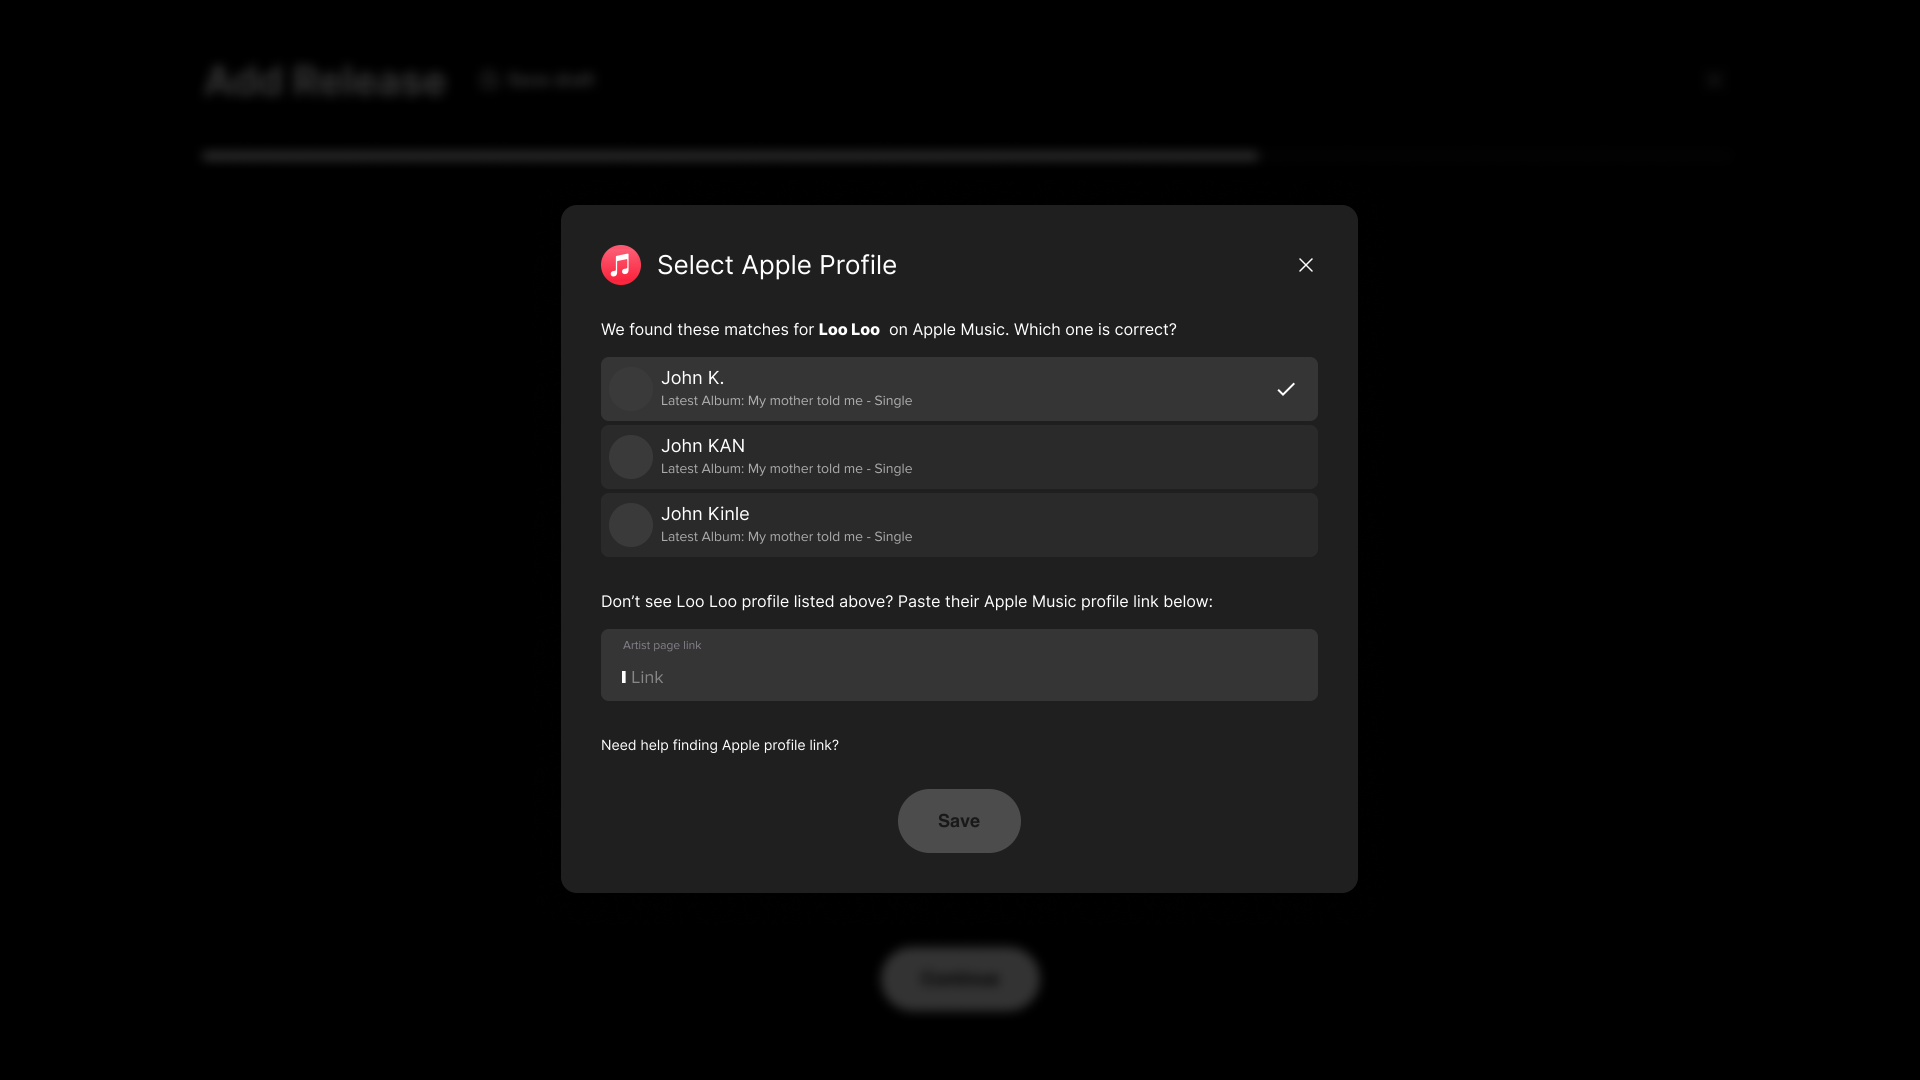 Add Release
Save draft
Select Apple Profile
We found these matches for Loo Loo on Apple Music. Which one is correct?
John K.
Latest Album: My mother told me - Single
John KAN
Latest Album: My mother told me - Single
John Kinle
Latest Album: My mother told me - Single
Don’t see Loo Loo profile listed above? Paste their Apple Music profile link below:
Artist page link
Link
Need help finding Apple profile link?
Save
Continue